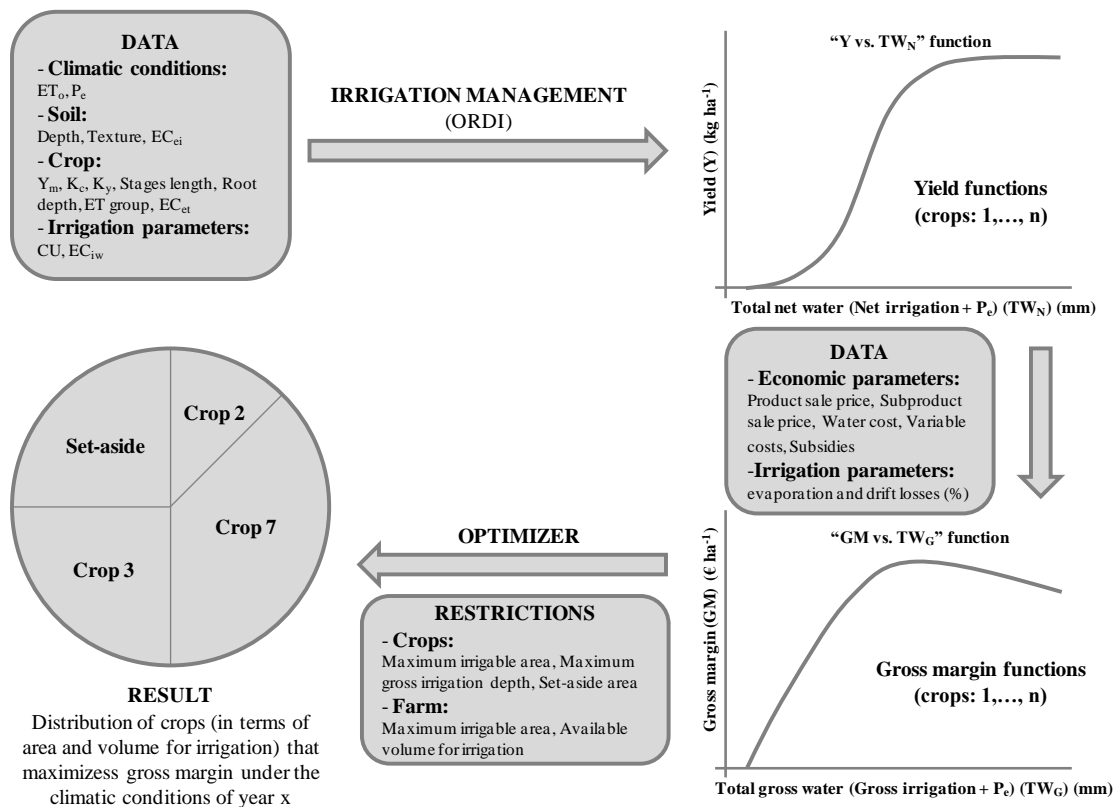 DATA
- Climatic conditions:
ETo, Pe
- Soil:
Depth, Texture, ECei
- Crop:
Ym, Kc, Ky, Stages length, Root
depth, ET group, ECet
- Irrigation parameters:
CU, ECiw
IRRIGATION MANAGEMENT
(ORDI)
“Y vs. TWN” function
Yield (Y) (kg ha-1)
Yield functions
(crops: 1,…, n)
Total net water (Net irrigation + Pe) (TWN) (mm)
DATA
- Economic parameters:
Product sale price, Subproduct
sale price, Water cost, Variable
costs, Subsidies
-Irrigation parameters:
evaporation and drift losses (%)
“GM vs. TWG” function
Gross margin (GM) (€ ha-1)
Gross margin functions
(crops: 1,…, n)
Total gross water (Gross irrigation + Pe) (TWG) (mm)
OPTIMIZER
RESTRICTIONS
- Crops:
Maximum irrigable area, Maximum
gross irrigation depth, Set-aside area
- Farm:
Maximum irrigable area, Available
volume for irrigation
Crop 2
Set-aside
Crop 7
Crop 3
RESULT
Distribution of crops (in terms of
area and volume for irrigation) that
maximizess gross margin under the
climatic conditions of year x